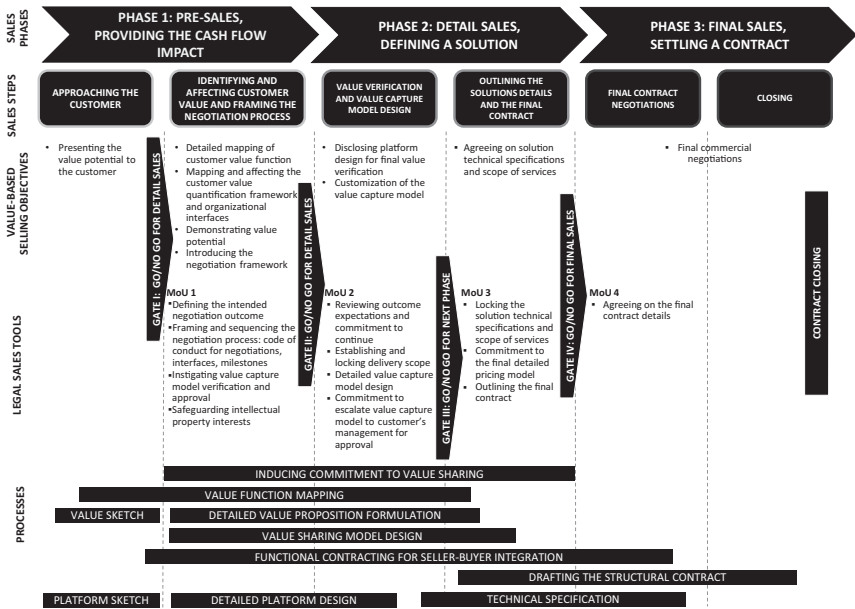 SALES
PHASES
PHASE 1: PRE-SALES,
PROVIDING THE CASH FLOW
IMPACT
PHASE 2: DETAIL SALES,
DEFINING A SOLUTION
PHASE 3: FINAL SALES,
SETTLING A CONTRACT
SALES STEPS
APPROACHING THE
CUSTOMER
IDENTIFYING AND
AFFECTING CUSTOMER
VALUE AND FRAMING THE
NEGOTIATION PROCESS
VALUE VERIFICATION
AND VALUE CAPTURE
MODEL DESIGN
OUTLINING THE
SOLUTIONS DETAILS
AND THE FINAL
CONTRACT
FINAL CONTRACT
NEGOTIATIONS
CLOSING
VALUE-BASED
SELLING OBJECTIVES
• Presenting the
value potential to
the customer
• Detailed mapping of
customer value function
• Mapping and affecting the
customer value
quantification framework
and organizational
interfaces
• Demonstrating value
potential
• Introducing the
negotiation framework
• Disclosing platform
design for final value
verification
• Customization of the
value capture model
• Agreeing on solution
technical specifications
and scope of services
• Final commercial
negotiations
GATE I: GO/NO GO FOR DETAIL SALES
GATE II: GO/NO GO FOR DETAIL SALES
GATE III: GO/NO GO FOR NEXT PHASE
GATE IV: GO/NO GO FOR FINAL SALES
CONTRACT CLOSING
LEGAL SALES TOOLS
MoU 1
▪Defining the intended
negotiation outcome
▪Framing and sequencing the
negotiation process: code of
conduct for negotiations,
interfaces, milestones
▪Instigating value capture
model verification and
approval
▪Safeguarding intellectual
property interests
MoU 2
▪ Reviewing outcome
expectations and
commitment to
continue
▪ Establishing and
locking delivery scope
▪ Detailed value capture
model design
▪ Commitment to
escalate value capture
model to customer's
management for
approval
MoU 3
▪ Locking the
solution technical
specifications and
scope of services
▪ Commitment to
the final detailed
pricing model
▪ Outlining the final
contract
MoU 4
▪ Agreeing on the final
contract details
PROCESSES
INDUCING COMMITMENT TO VALUE SHARING
VALUE FUNCTION MAPPING
VALUE SKETCH
DETAILED VALUE PROPOSITION FORMULATION
VALUE SHARING MODEL DESIGN
FUNCTIONAL CONTRACTING FOR SELLER-BUYER INTEGRATION
DRAFTING THE STRUCTURAL CONTRACT
PLATFORM SKETCH
DETAILED PLATFORM DESIGN
TECHNICAL SPECIFICATION